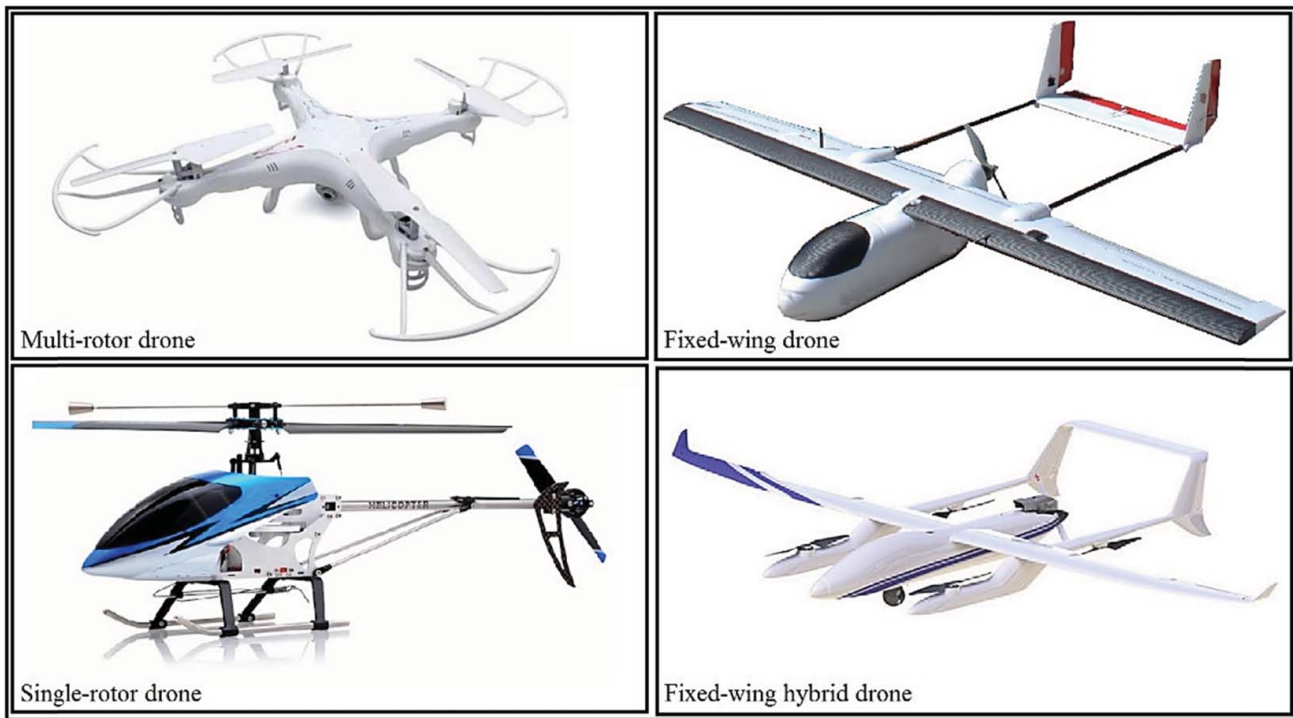 Multi-rotor drone
Fixed-wing drone
HELICOPTER
Single-rotor drone
Fixed-wing hybrid drone